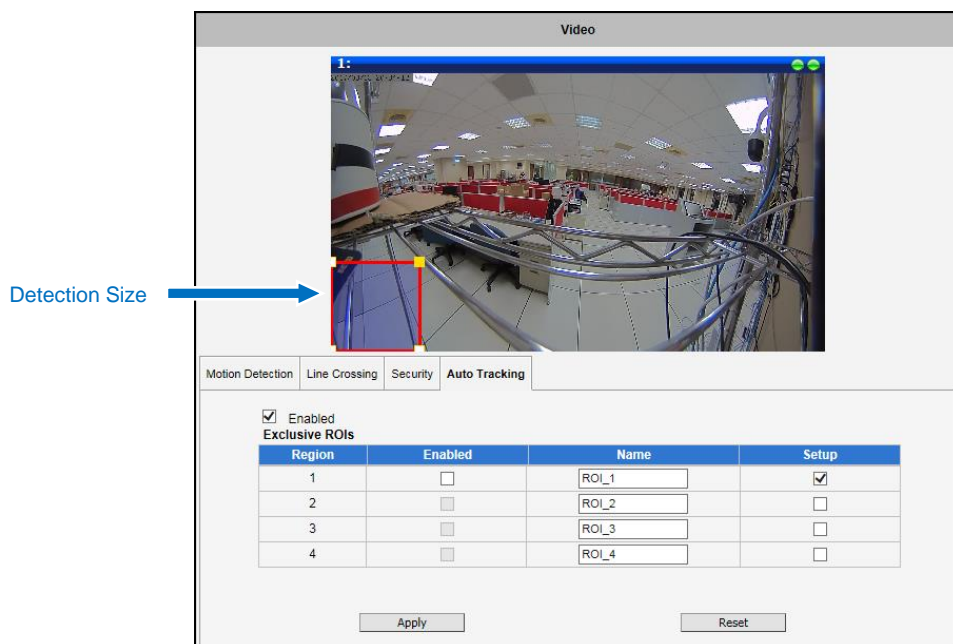 Video
1:
Detection Size
Motion Detection Line Crossing Security Auto Tracking
Enabled
Exclusive ROIs
Region Enabled Name Setup
1 ROI_1
2 ROI_2
3 ROI_3
4 ROI_4
Apply Reset